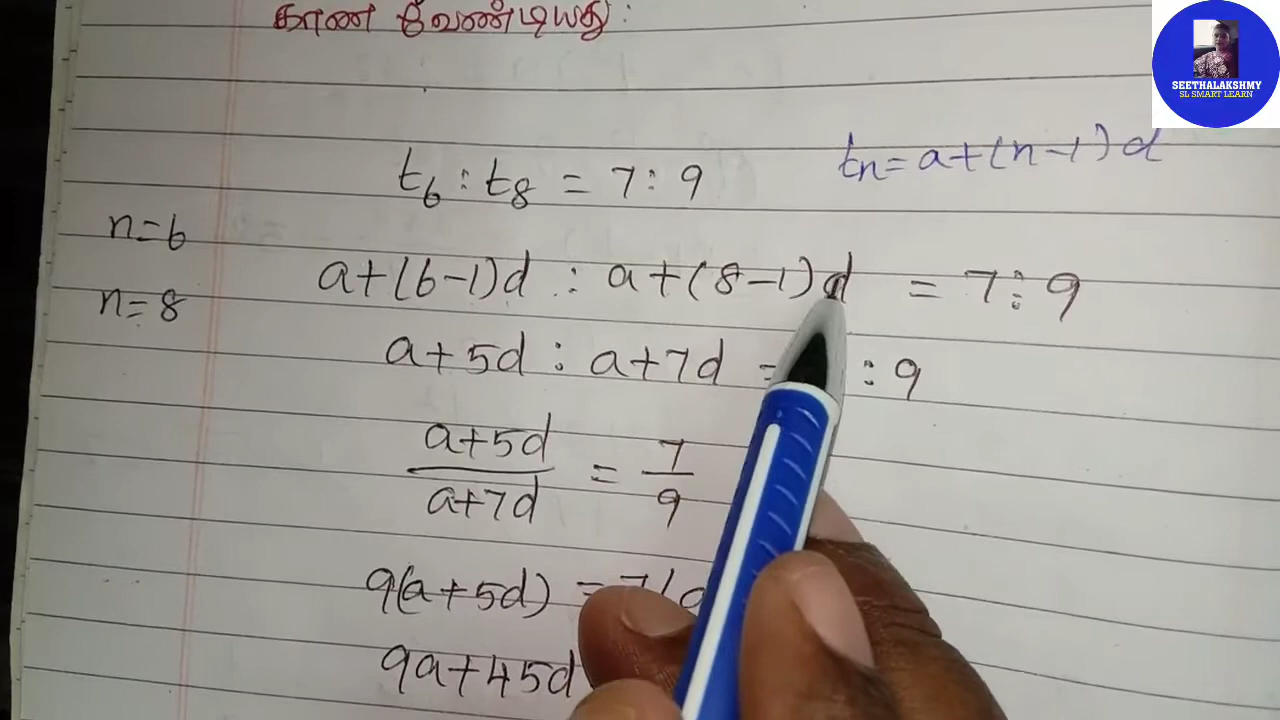 காண வேண்டியது:
SEETHALAKSHMY
SL SMART LEARN
tn=a+(n-1)d
t6:t8 = 7:9
n=6
a+(6-1)d : a+(8-1)d = 7:9
n=8
a+5d : a+7d = :9
a+5d/a+7d = 7/9
9(a+5d) = 7(a
9a+45d